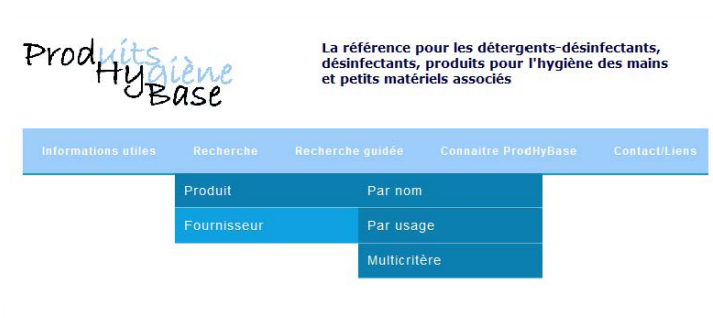 Produits
Hygiène
Base
La référence pour les détergents-désinfectants,
désinfectants, produits pour l'hygiène des mains
et petits matériels associés
Informations utiles Recherche Recherche guidée Connaitre ProdHyBase Contact/Liens
Produit Par nom
Fournisseur Par usage
Multicritère